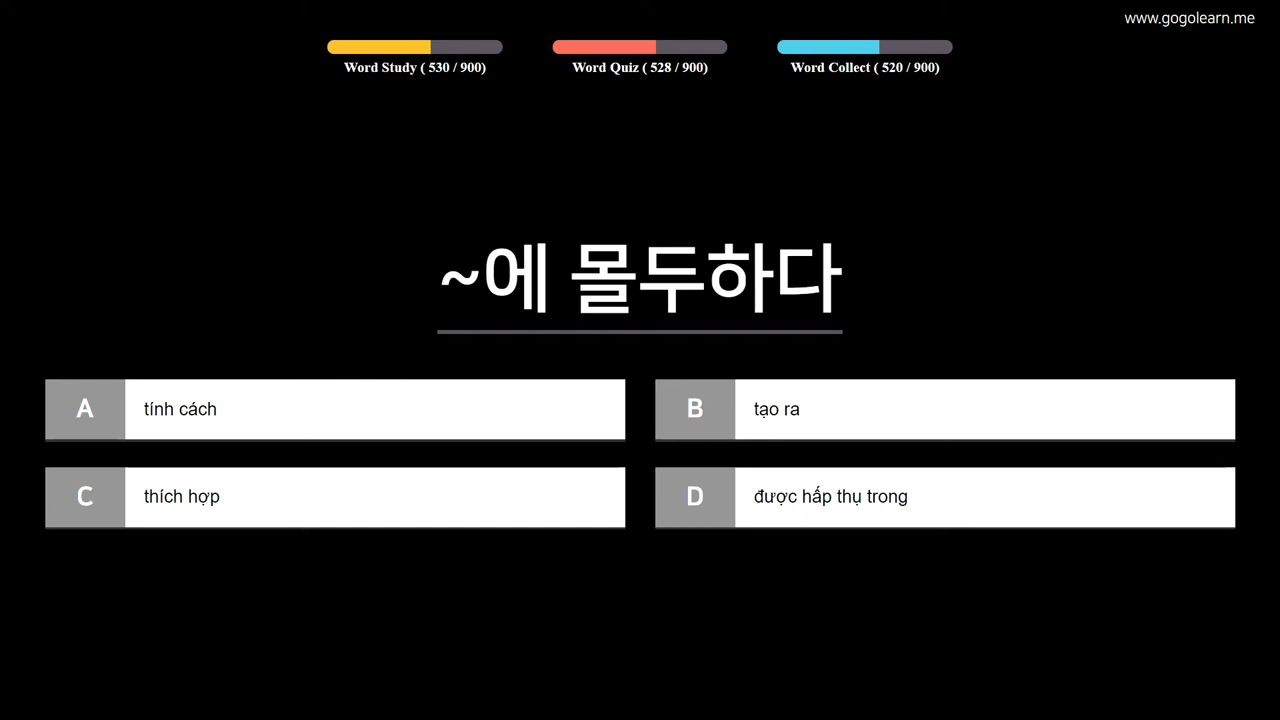 www.gogolearn.me
Word Study ( 530 / 900) Word Quiz ( 528 / 900) Word Collect ( 520 / 900)
~에 몰두하다
A tính cách
B tạo ra
C thích hợp
D được hấp thụ trong